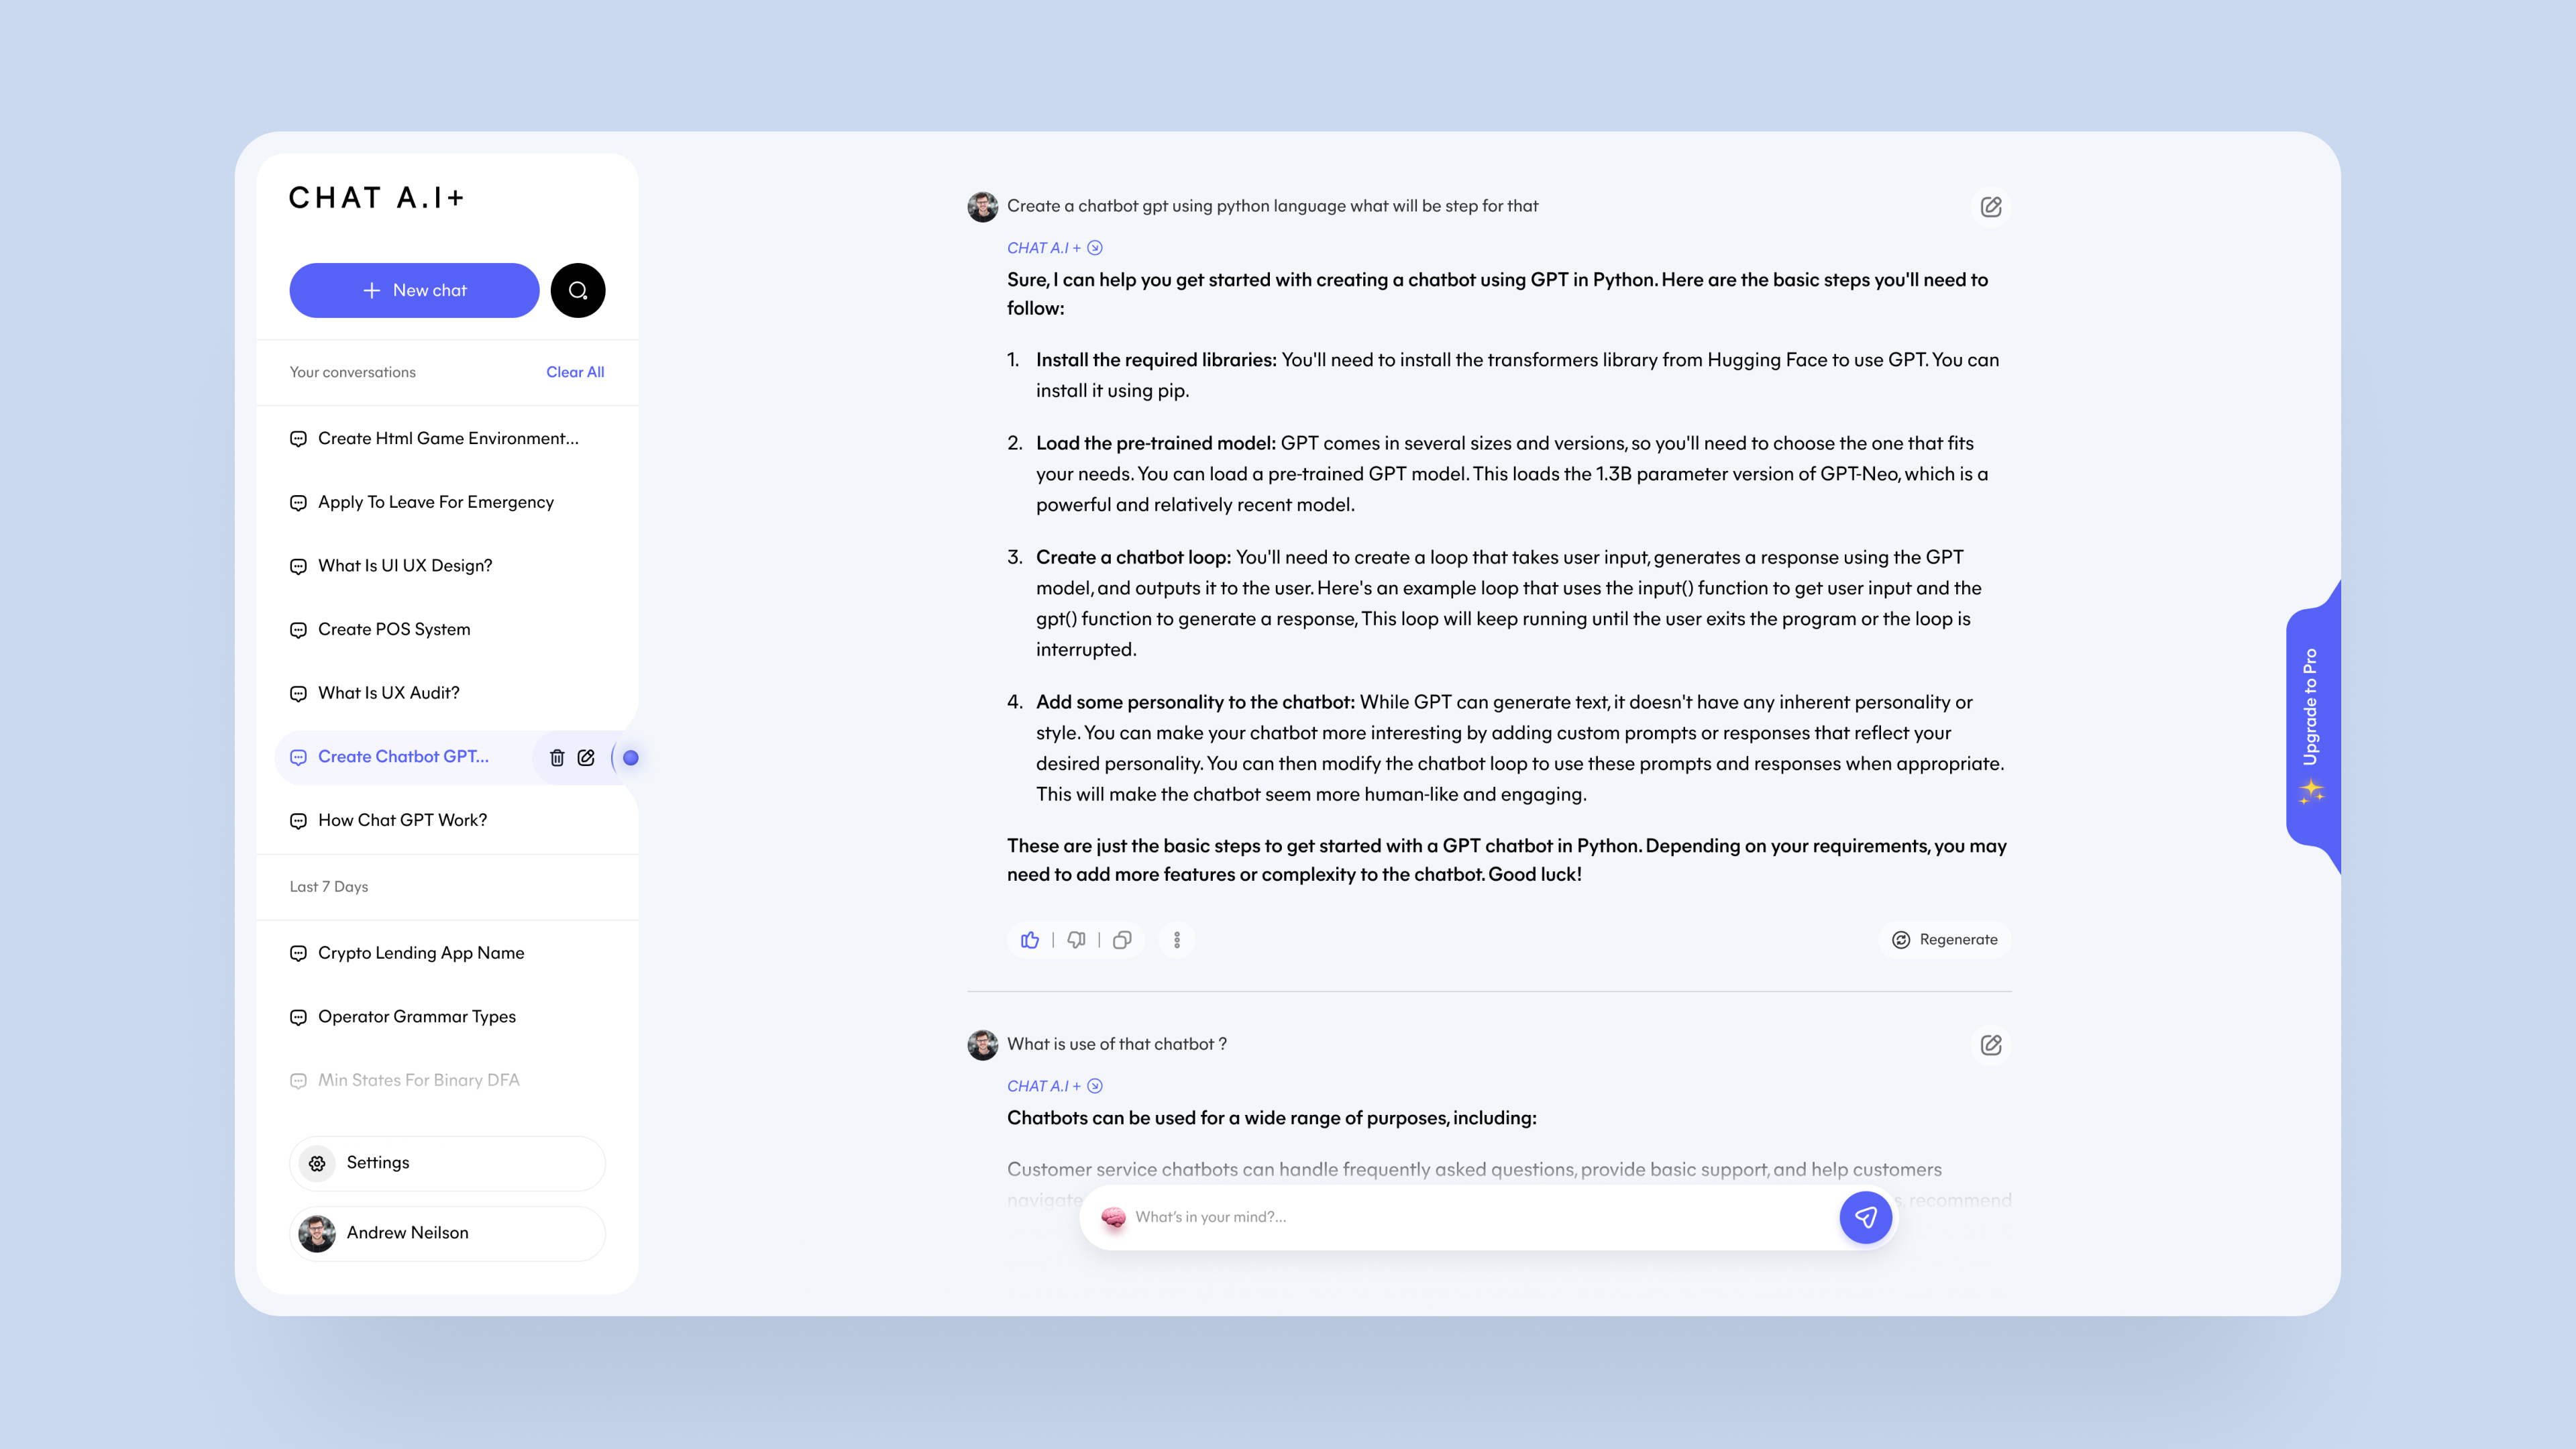 CHAT A.I+
New chat
Your conversations
Clear All
Create Html Game Environment...
Apply To Leave For Emergency
What Is UI UX Design?
Create POS System
What Is UX Audit?
Create Chatbot GPT...
How Chat GPT Work?
Last 7 Days
Crypto Lending App Name
Operator Grammar Types
Min States For Binary DFA
Settings
Andrew Neilson
Create a chatbot gpt using python language what will be step for that
CHAT A.I +
Sure, I can help you get started with creating a chatbot using GPT in Python. Here are the basic steps you'll need to
follow:
1. Install the required libraries: You'll need to install the transformers library from Hugging Face to use GPT. You can
install it using pip.
2. Load the pre-trained model: GPT comes in several sizes and versions, so you'll need to choose the one that fits
your needs. You can load a pre-trained GPT model. This loads the 1.3B parameter version of GPT-Neo, which is a
powerful and relatively recent model.
3. Create a chatbot loop: You'll need to create a loop that takes user input, generates a response using the GPT
model, and outputs it to the user. Here's an example loop that uses the input() function to get user input and the
gpt() function to generate a response, This loop will keep running until the user exits the program or the loop is
interrupted.
4. Add some personality to the chatbot: While GPT can generate text, it doesn't have any inherent personality or
style. You can make your chatbot more interesting by adding custom prompts or responses that reflect your
desired personality. You can then modify the chatbot loop to use these prompts and responses when appropriate.
This will make the chatbot seem more human-like and engaging.
These are just the basic steps to get started with a GPT chatbot in Python. Depending on your requirements, you may
need to add more features or complexity to the chatbot. Good luck!
Regenerate
What is use of that chatbot ?
CHAT A.I +
Chatbots can be used for a wide range of purposes, including:
Customer service chatbots can handle frequently asked questions, provide basic support, and help customers
navigate
recommend
What's in your mind?...
Upgrade to Pro